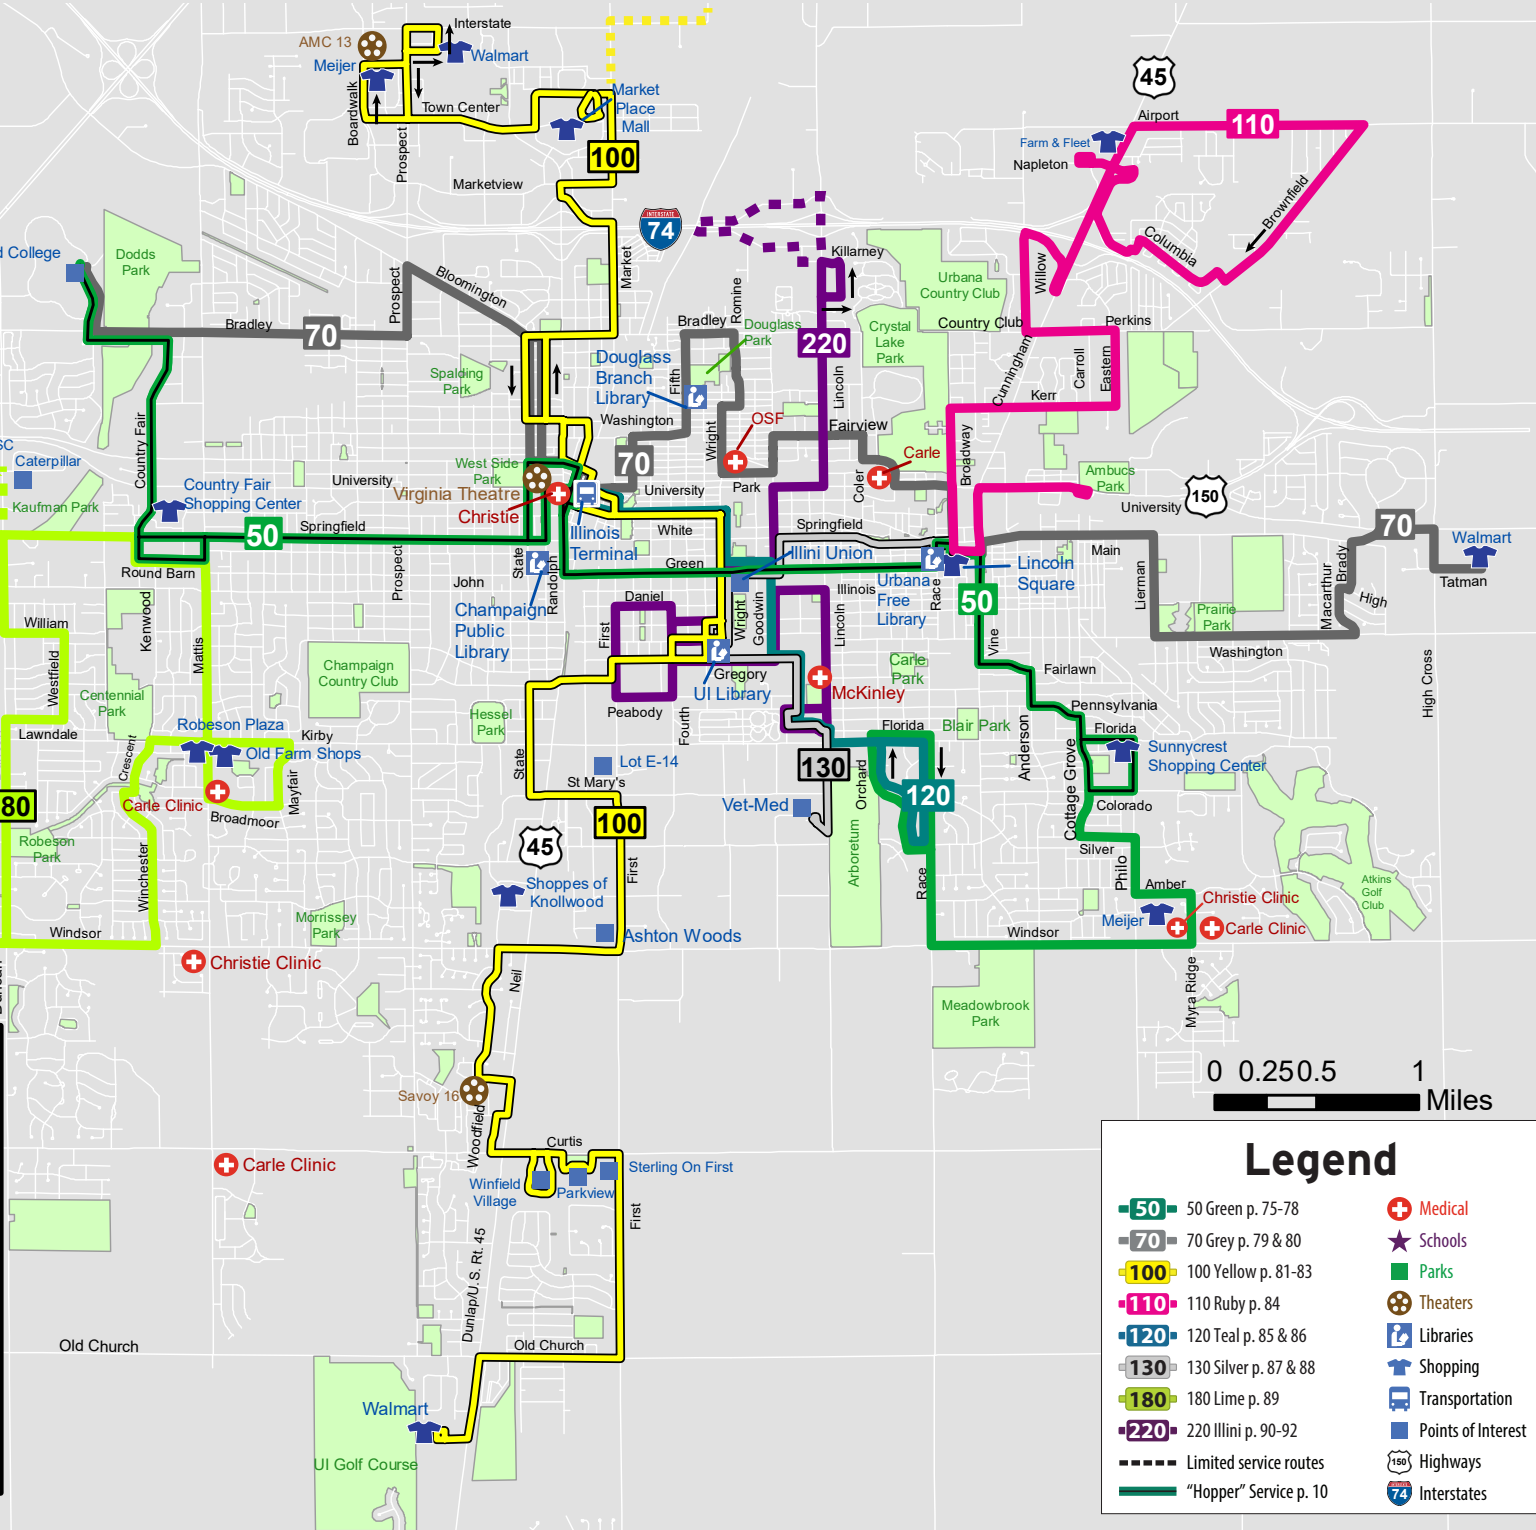 Interstate
AMC 13
Walmart
Meijer
Boardwalk
Prospect
Town Center
Market
Place
Mall
100
Marketview
45
Airport
110
Farm & Fleet
Napleton
Brownfield
Columbia
Willow
INTERSTATE
74
Killarney
Market
d College
Dodds
Park
Bloomington
Prospect
Bradley
70
Urbana
Country Club
Romine
Bradley
Douglass
Park
220
Crystal
Lake
Park
Country Club
Perkins
Cunningham
Carroll
Eastern
Kerr
Spalding
Park
Douglass
Branch
Library
Fifth
Washington
Lincoln
OSF
Wright
Fairview
Carle
Broadway
Coler
Country Fair
SC
Caterpillar
Kaufman Park
Country Fair
Shopping Center
University
West Side
Park
Virginia Theatre
Christie
70
University
Park
Ambucs
Park
150
University
50
Springfield
Illinois
Terminal
White
Springfield
Green
Illini Union
Main
70
Walmart
Tatman
Round Barn
Prospect
John
State
Randolph
Champaign
Public
Library
Daniel
First
Wright
Goodwin
Illinois
Lincoln
Urbana
Free
Library
Race
Lincoln
Square
50
Vine
Lierman
Prairie
Park
Macarthur
Brady
High
Washington
William
Kenwood
Westfield
Mattis
Champaign
Country Club
Centennial
Park
Lawndale
Robeson Plaza
Kirby
Old Farm Shops
Crescent
Mayfair
Carle Clinic
Broadmoor
80
Robeson
Park
Winchester
Windsor
Gregory
UI Library
McKinley
Carle
Park
Fairlawn
Pennsylvania
High Cross
Hessel
Park
Peabody
Fourth
State
Lot E-14
St Mary's
100
130
Vet-Med
Florida
Blair Park
Orchard
120
Arboretum
Race
Anderson
Florida
Sunnycrest
Shopping Center
Cottage Grove
Colorado
Silver
Philo
Amber
Christie Clinic
Meijer
Carle Clinic
Atkins
Golf
Club
Windsor
45
First
Shoppes of
Knollwood
Morrissey
Park
Ashton Woods
Christie Clinic
Neil
Meadowbrook
Park
Myra Ridge
Savoy 16
Woodfield
Curtis
Carle Clinic
Winfield
Village
Parkview
Sterling On First
First
Dunlap/U.S. Rt. 45
Old Church
Old Church
Walmart
UI Golf Course
0 0.25 0.5 1
Miles
Legend
50 50 Green p. 75-78
70 70 Grey p. 79 & 80
100 100 Yellow p. 81-83
110 110 Ruby p. 84
120 120 Teal p. 85 & 86
130 130 Silver p. 87 & 88
180 180 Lime p. 89
220 220 Illini p. 90-92
Limited service routes
"Hopper" Service p. 10
Medical
Schools
Parks
Theaters
Libraries
Shopping
Transportation
Points of Interest
150 Highways
74 Interstates